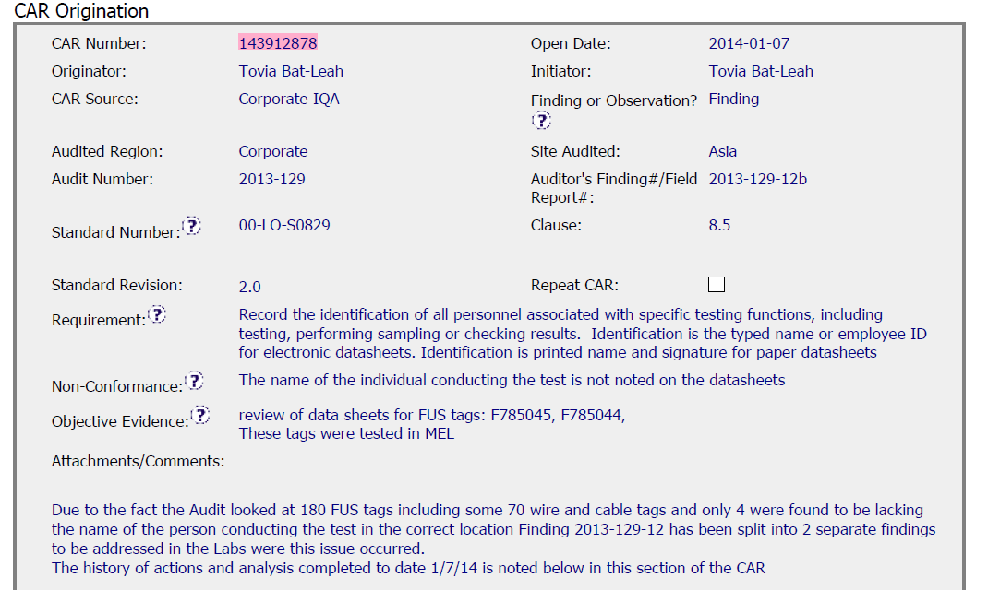 CAR Origination
CAR Number: 143912878 Open Date: 2014-01-07
Originator: Tovia Bat-Leah Initiator: Tovia Bat-Leah
CAR Source: Corporate IQA Finding or Observation? Finding
?
Audited Region: Corporate Site Audited: Asia
Audit Number: 2013-129 Auditor's Finding#/Field 2013-129-12b
Report#:
Standard Number: ? 00-LO-S0829 Clause: 8.5
Standard Revision: 2.0 Repeat CAR:
Requirement: ? Record the identification of all personnel associated with specific testing functions, including
testing, performing sampling or checking results. Identification is the typed name or employee ID
for electronic datasheets. Identification is printed name and signature for paper datasheets
Non-Conformance: ? The name of the individual conducting the test is not noted on the datasheets
Objective Evidence: ? review of data sheets for FUS tags: F785045, F785044,
These tags were tested in MEL
Attachments/Comments:
Due to the fact the Audit looked at 180 FUS tags including some 70 wire and cable tags and only 4 were found to be lacking
the name of the person conducting the test in the correct location Finding 2013-129-12 has been split into 2 separate findings
to be addressed in the Labs were this issue occurred.
The history of actions and analysis completed to date 1/7/14 is noted below in this section of the CAR